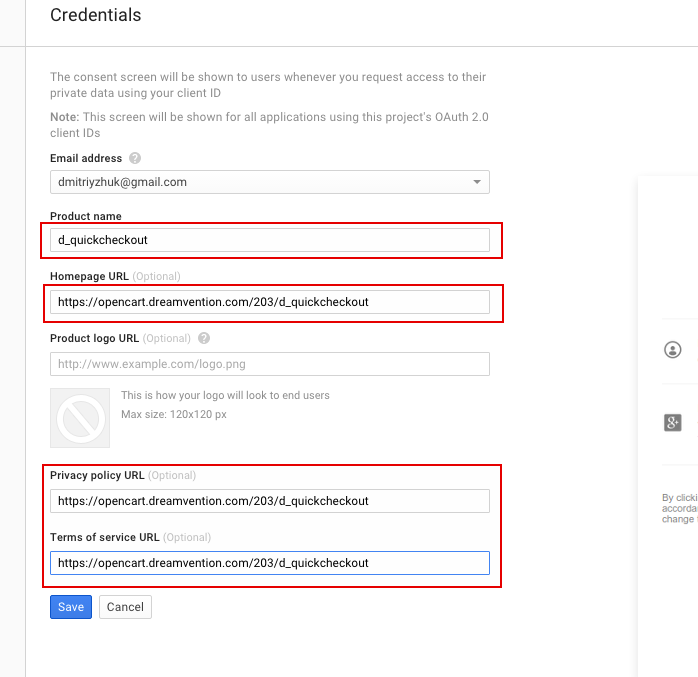 Credentials
The consent screen will be shown to users whenever you request access to their
private data using your client ID
Note: This screen will be shown for all applications using this project's OAuth 2.0
client IDs
Email address ?
dmitriyzhuk@gmail.com
Product name
d_quickcheckout
Homepage URL (Optional)
https://opencart.dreamvention.com/203/d_quickcheckout
Product logo URL (Optional) ?
http://www.example.com/logo.png
This is how your logo will look to end users
Max size: 120x120 px
Privacy policy URL (Optional)
https://opencart.dreamvention.com/203/d_quickcheckout
Terms of service URL (Optional)
https://opencart.dreamvention.com/203/d_quickcheckout
Save Cancel
g+
By clicki
accorda
change